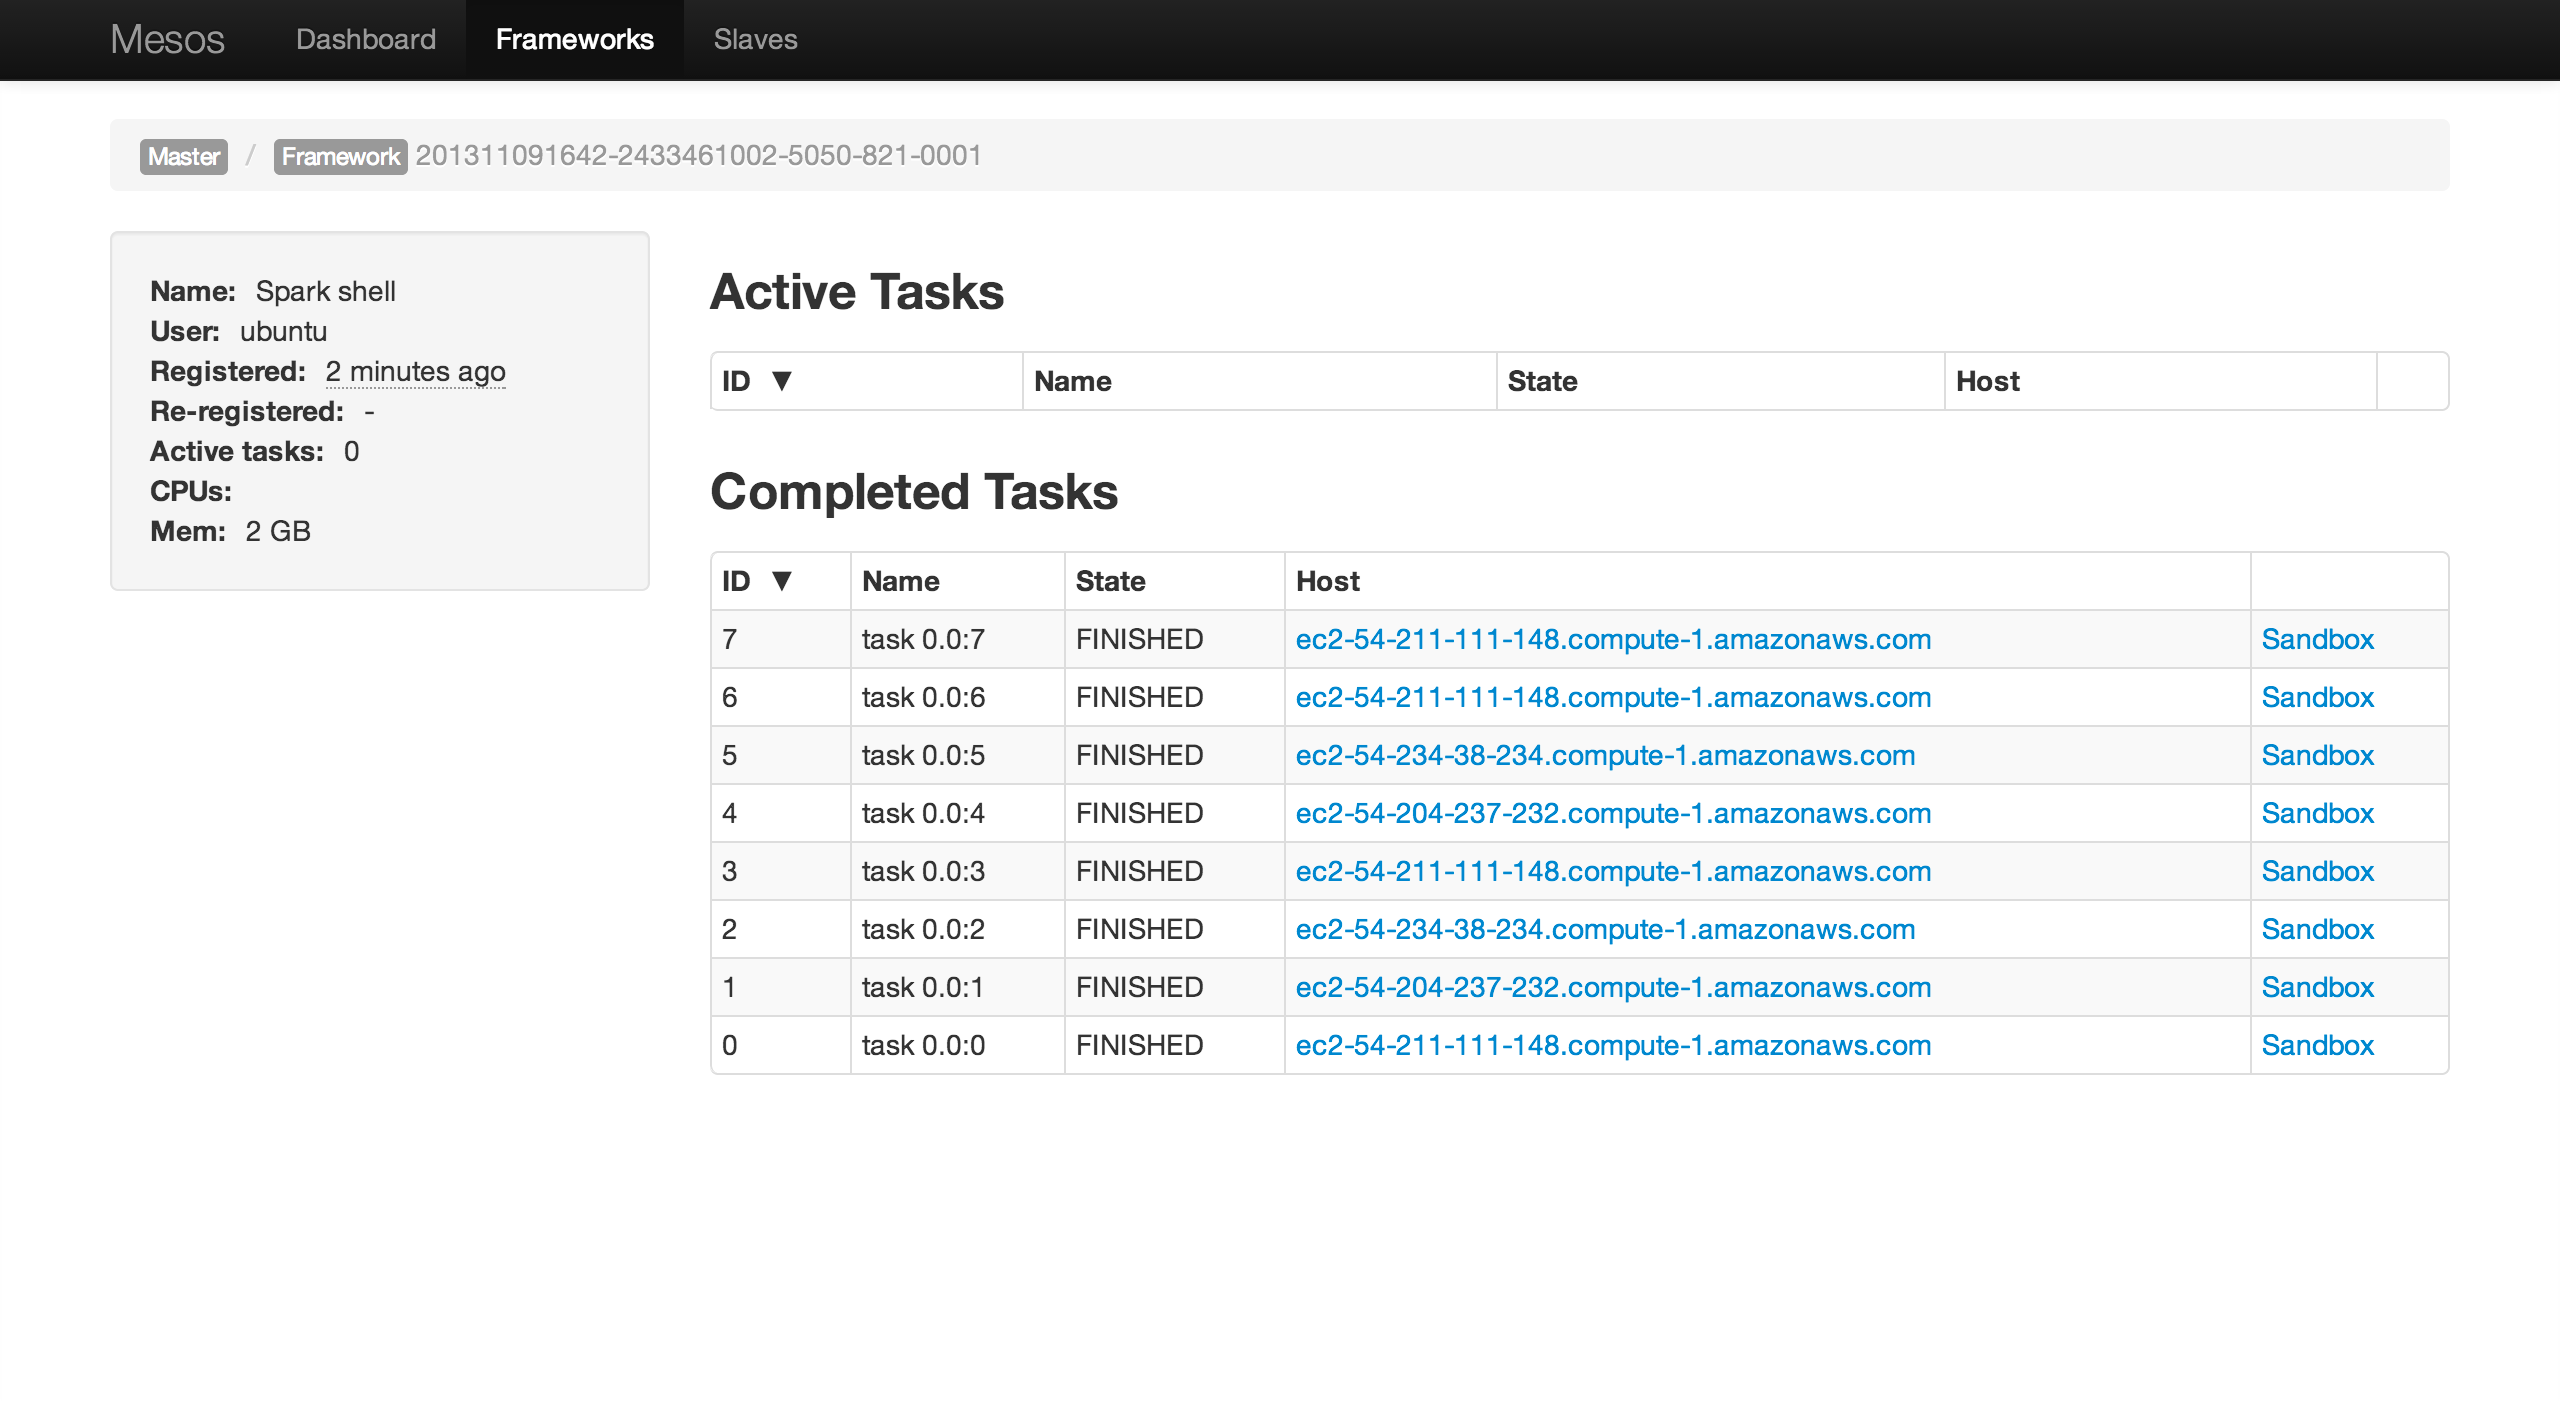 Mesos Dashboard Frameworks Slaves
Master / Framework 201311091642-2433461002-5050-821-0001
Name: Spark shell
User: ubuntu
Registered: 2 minutes ago
Re-registered: -
Active tasks: 0
CPUs:
Mem: 2 GB
Active Tasks
ID ▼ Name State Host
Completed Tasks
ID ▼ Name State Host
7 task 0.0:7 FINISHED ec2-54-211-111-148.compute-1.amazonaws.com Sandbox
6 task 0.0:6 FINISHED ec2-54-211-111-148.compute-1.amazonaws.com Sandbox
5 task 0.0:5 FINISHED ec2-54-234-38-234.compute-1.amazonaws.com Sandbox
4 task 0.0:4 FINISHED ec2-54-204-237-232.compute-1.amazonaws.com Sandbox
3 task 0.0:3 FINISHED ec2-54-211-111-148.compute-1.amazonaws.com Sandbox
2 task 0.0:2 FINISHED ec2-54-234-38-234.compute-1.amazonaws.com Sandbox
1 task 0.0:1 FINISHED ec2-54-204-237-232.compute-1.amazonaws.com Sandbox
0 task 0.0:0 FINISHED ec2-54-211-111-148.compute-1.amazonaws.com Sandbox